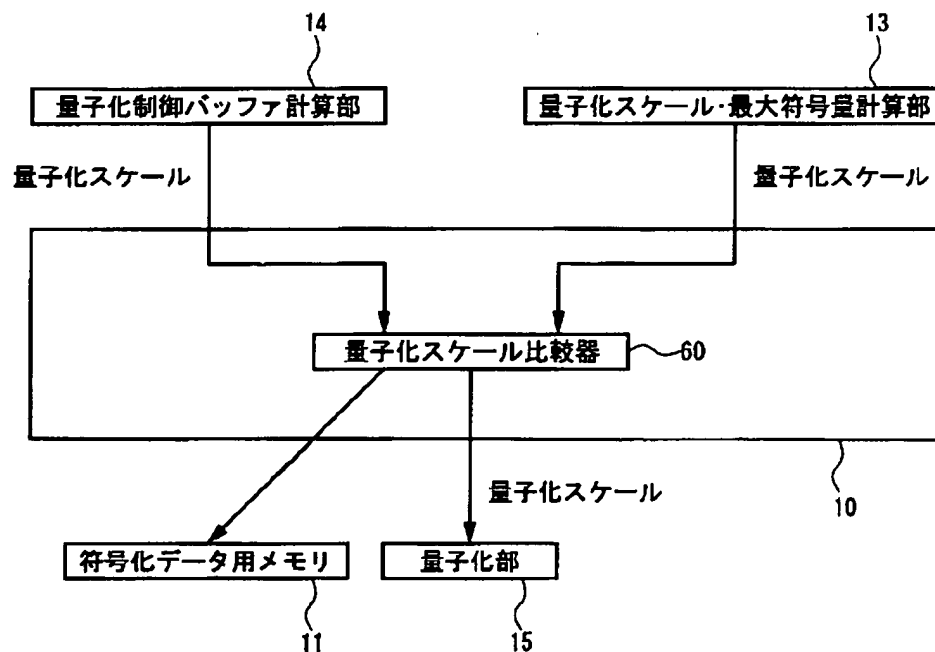 14
13
量子化制御バッファ計算部
量子化スケール・最大符号量計算部
量子化スケール
量子化スケール
量子化スケール比較器
60
10
量子化スケール
符号化データ用メモリ
量子化部
11
15